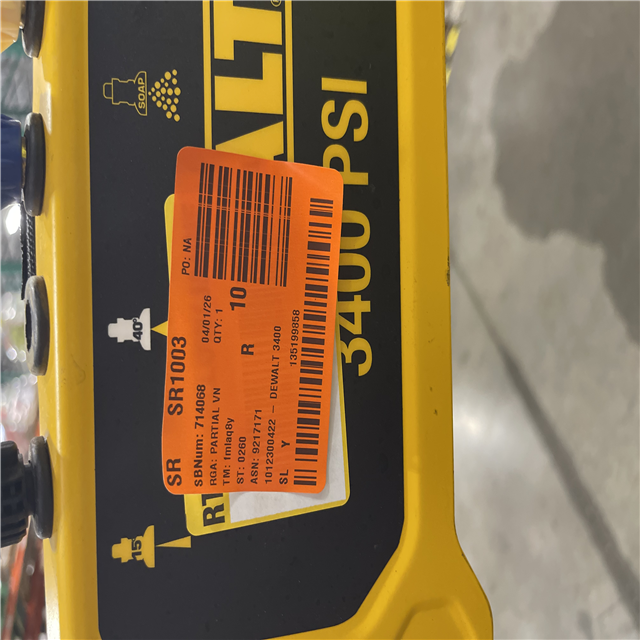 SOAP
ALT
3400 PSI
40°
15°
RT
PO: NA
SR SR1003
SBNum: 714068 04/01/26
RGA: PARTIAL VN QTY: 1
TM: lmlaq8y
ST: 0260 R 10
ASN: 9217171
1012300422 - DEWALT 3400
SL Y 135199858